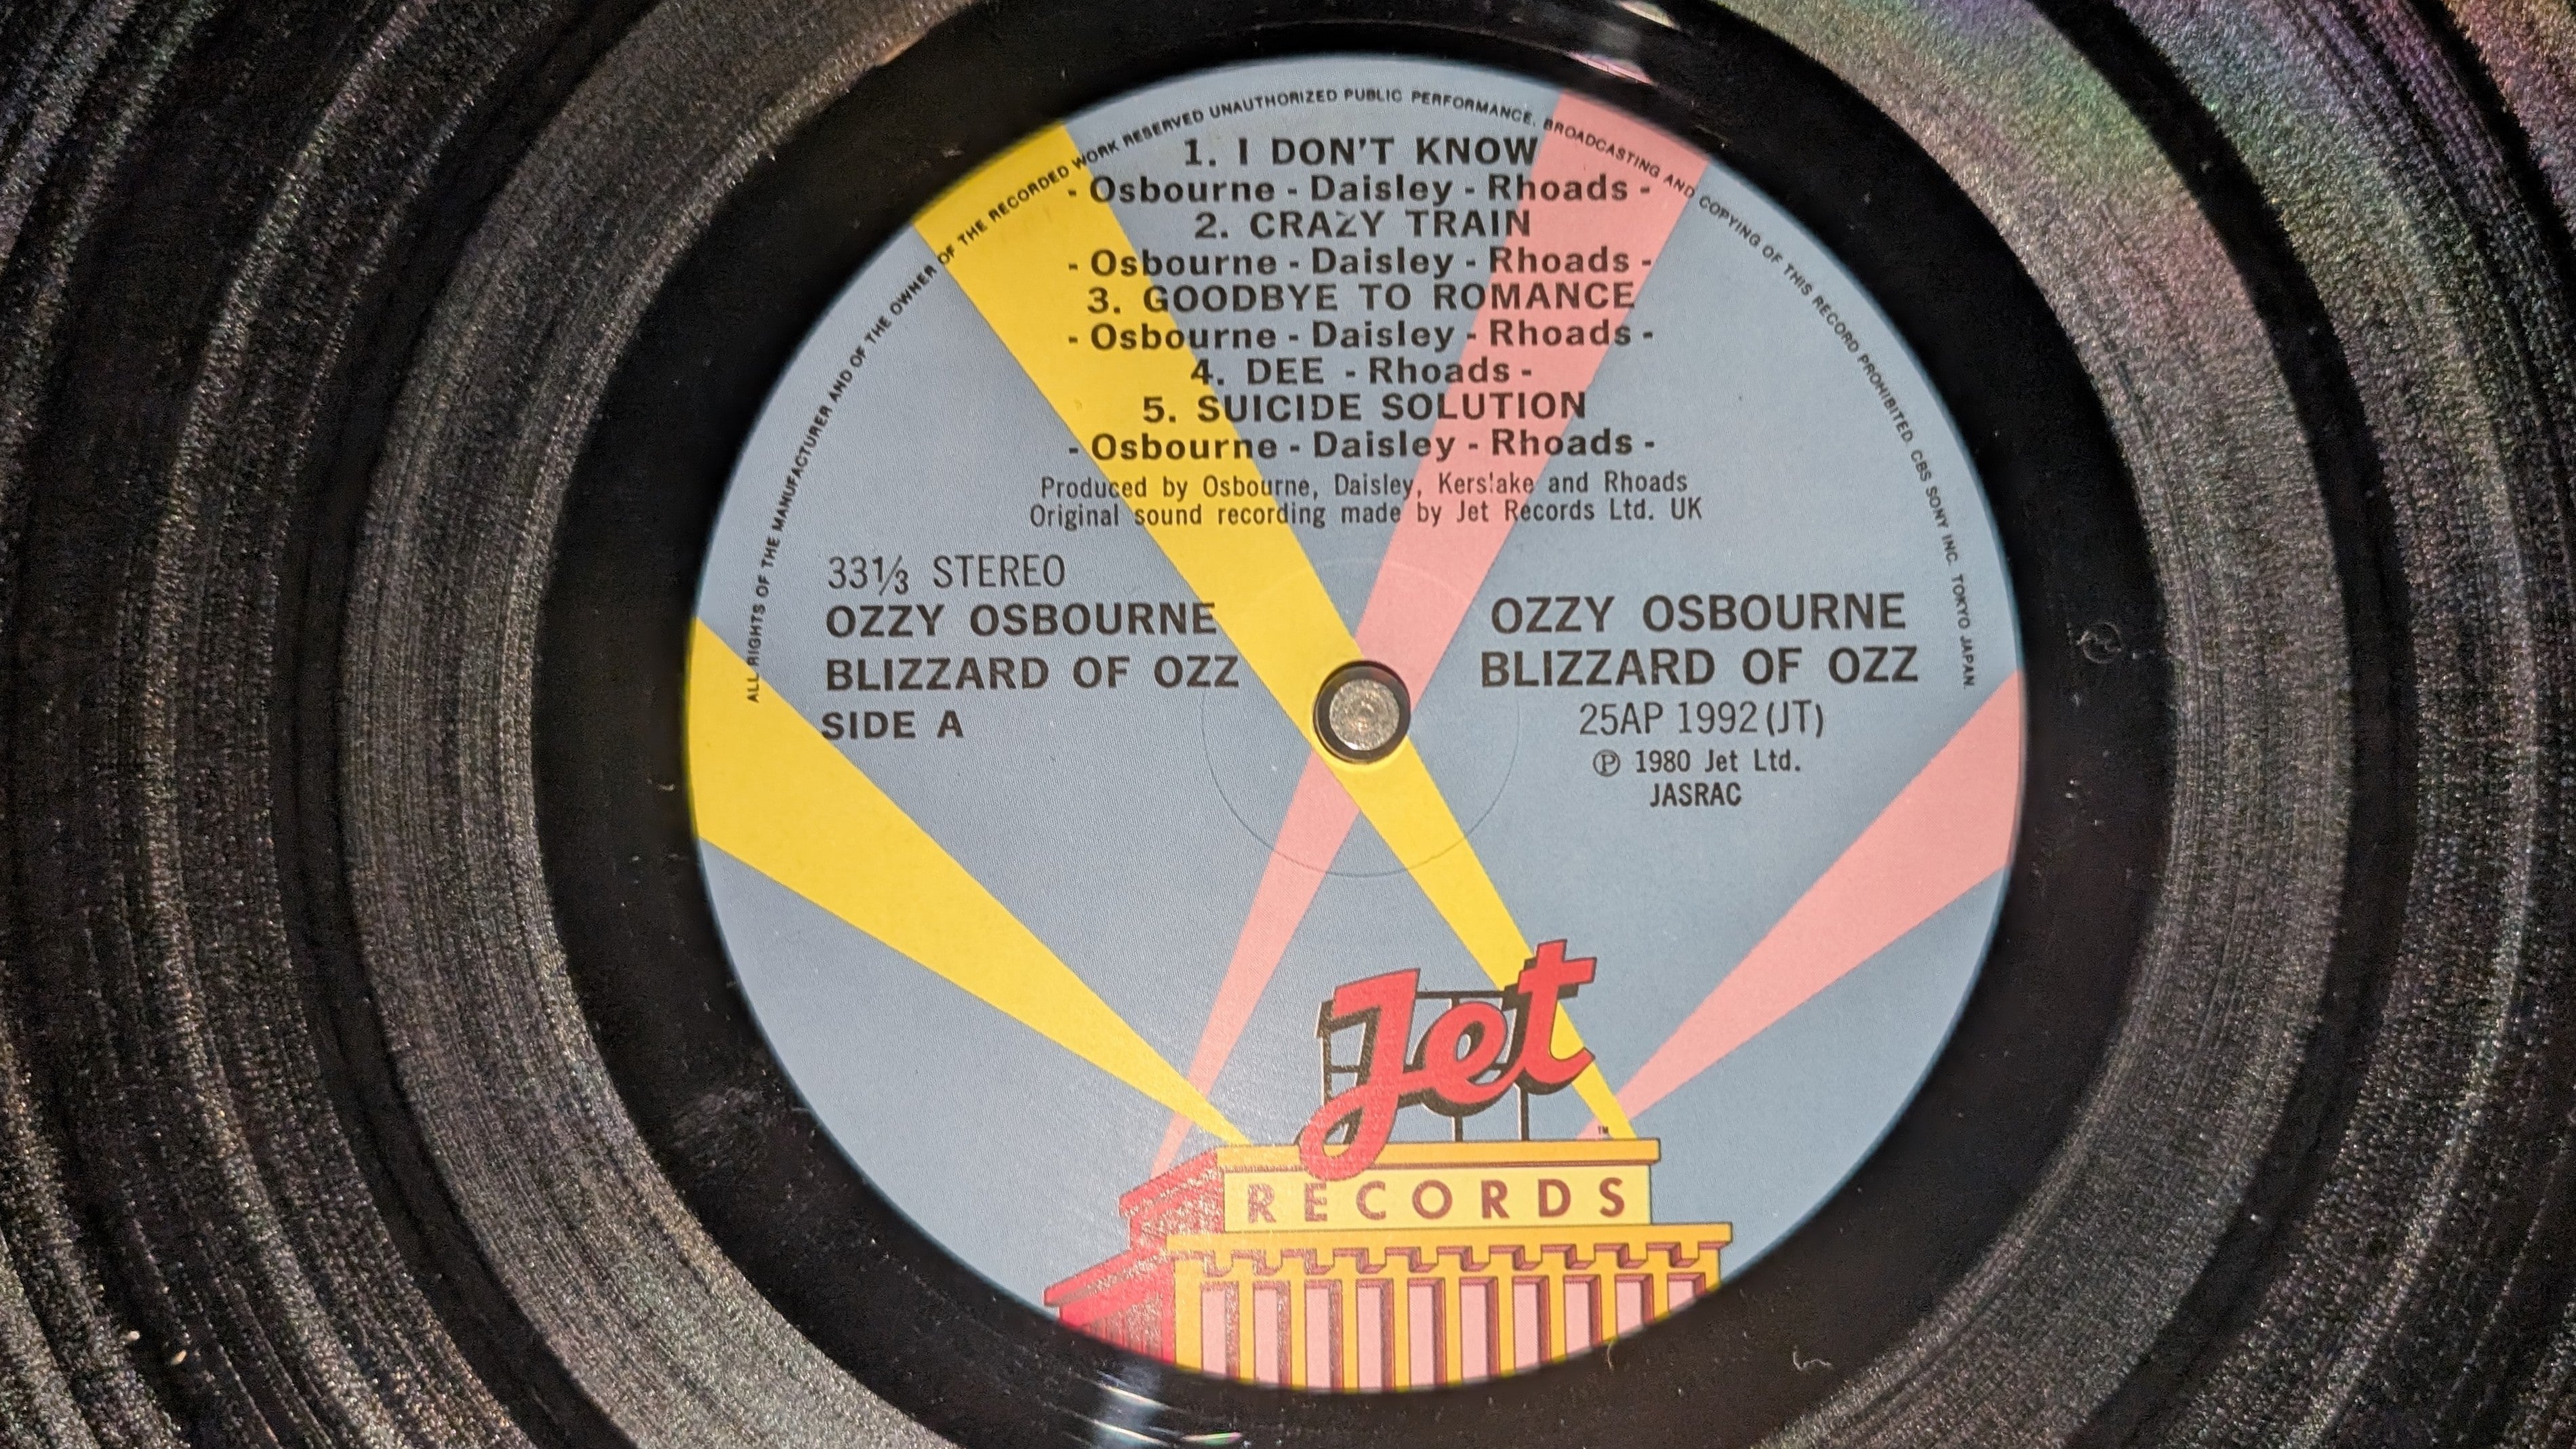 ALL RIGHTS OF THE MANUFACTURER AND OF THE OWNER OF THE RECORDED WORK RESERVED UNAUTHORIZED PUBLIC PERFORMANCE. BROADCASTING AND COPYING OF THIS RECORD PROHIBITED. CBS SONY INC. TOKYO JAPAN.
1. I DON'T KNOW
- Osbourne - Daisley - Rhoads -
2. CRAZY TRAIN
- Osbourne - Daisley - Rhoads -
3. GOODBYE TO ROMANCE
- Osbourne - Daisley - Rhoads -
4. DEE - Rhoads -
5. SUICIDE SOLUTION
- Osbourne - Daisley - Rhoads -
Produced by Osbourne, Daisley, Kerslake and Rhoads
Original sound recording made by Jet Records Ltd. UK
33⅓ STEREO
OZZY OSBOURNE
BLIZZARD OF OZZ
SIDE A
OZZY OSBOURNE
BLIZZARD OF OZZ
25AP 1992 (JT)
℗ 1980 Jet Ltd.
JASRAC
Jet
™
RECORDS